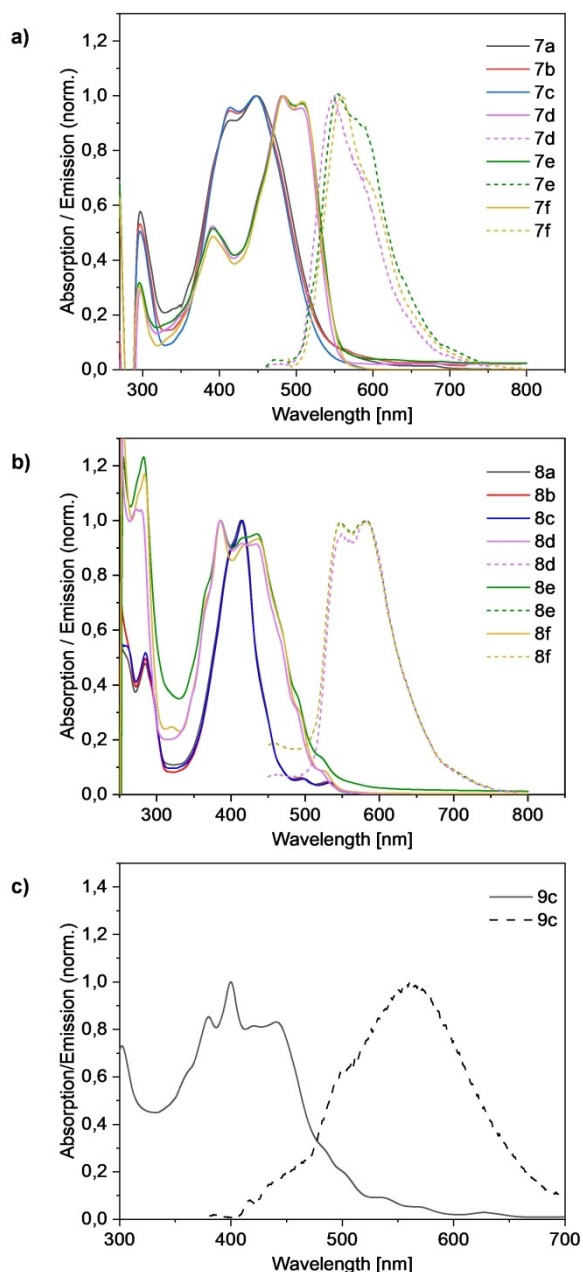 a)
Absorption / Emission (norm.)
1,2
1,0
0,8
0,6
0,4
0,2
0,0
300 400 500 600 700 800
Wavelength [nm]
7a
7b
7c
7d
7d
7e
7e
7f
7f
b)
Absorption / Emission (norm.)
1,2
1,0
0,8
0,6
0,4
0,2
0,0
300 400 500 600 700 800
Wavelength [nm]
8a
8b
8c
8d
8d
8e
8e
8f
8f
c)
Absorption/Emission (norm.)
1,4
1,2
1,0
0,8
0,6
0,4
0,2
0,0
300 400 500 600 700
Wavelength [nm]
9c
9c